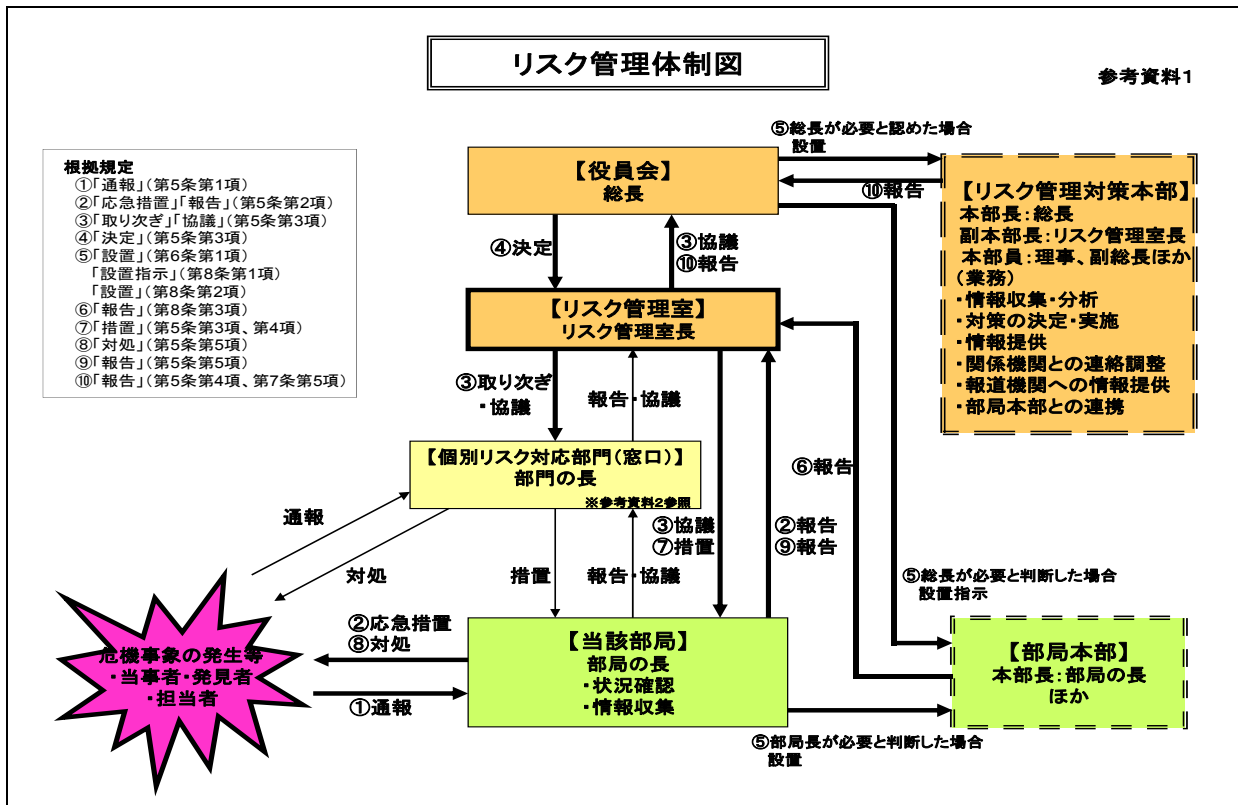 リスク管理体制図
参考資料1
根拠規定
①「通報」(第5条第1項)
②「応急措置」「報告」(第5条第2項)
③「取り次ぎ」「協議」(第5条第3項)
④「決定」(第5条第3項)
⑤「設置」(第6条第1項)
「設置指示」(第8条第1項)
「設置」(第8条第2項)
⑥「報告」(第8条第3項)
⑦「措置」(第5条第3項、第4項)
⑧「対処」(第5条第5項)
⑨「報告」(第5条第5項)
⑩「報告」(第5条第4項、第7条第5項)
【役員会】
総長
⑤総長が必要と認めた場合
設置
⑩報告
【リスク管理対策本部】
本部長:総長
副本部長:リスク管理室長
本部員:理事、副総長ほか
(業務)
・情報収集・分析
・対策の決定・実施
・情報提供
・関係機関との連絡調整
・報道機関への情報提供
・部局本部との連携
④決定
③協議
⑩報告
【リスク管理室】
リスク管理室長
③取り次ぎ
・協議
報告・協議
【個別リスク対応部門(窓口)】
部門の長
※参考資料2参照
⑥報告
通報
対処
措置
報告・協議
③協議
⑦措置
②報告
⑨報告
⑤総長が必要と判断した場合
設置指示
危機事象の発生等
・当事者・発見者
・担当者
②応急措置
⑧対処
①通報
【当該部局】
部局の長
・状況確認
・情報収集
【部局本部】
本部長:部局の長
ほか
⑤部局長が必要と判断した場合
設置